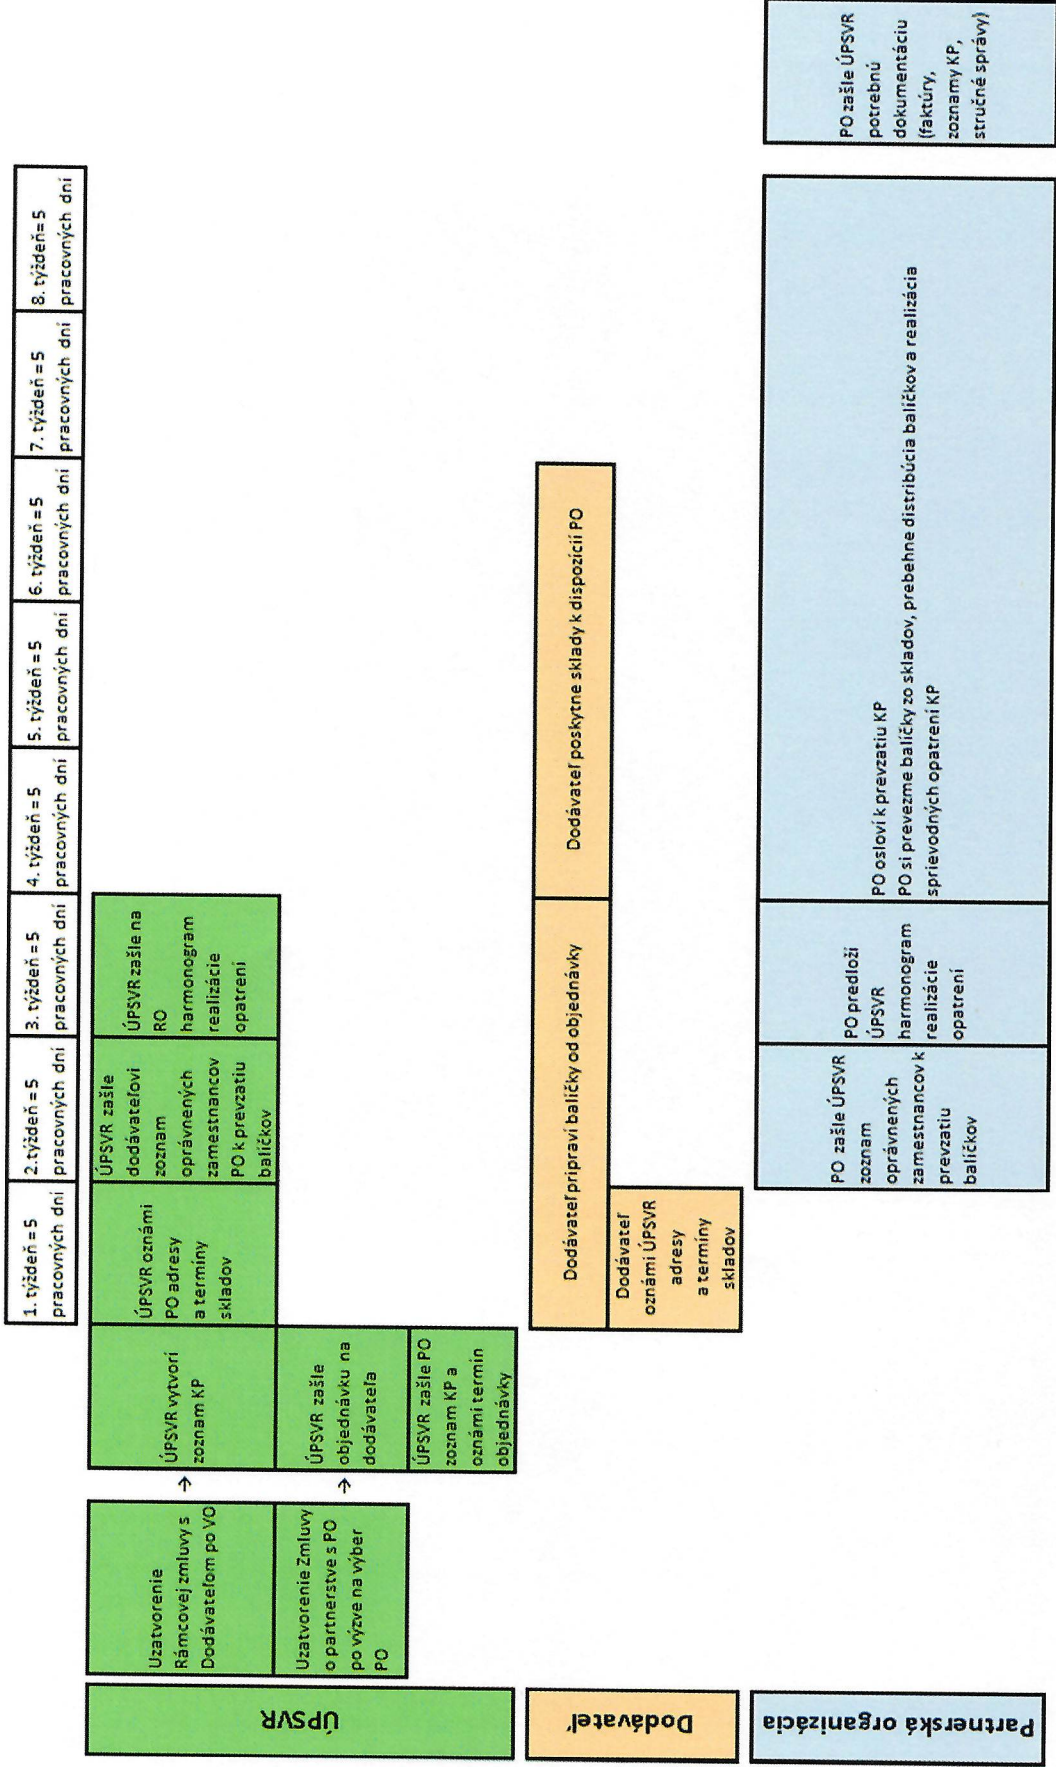 1. týždeň = 5
pracovných dní
2. týždeň = 5
pracovných dní
3. týždeň = 5
pracovných dní
4. týždeň = 5
pracovných dní
5. týždeň = 5
pracovných dní
6. týždeň = 5
pracovných dní
7. týždeň = 5
pracovných dní
8. týždeň = 5
pracovných dní
ÚPSVR
Uzatvorenie
Rámcovej zmluvy s
Dodávateľom po VO
→
ÚPSVR vytvorí
zoznam KP
ÚPSVR oznámi
PO adresy
a termíny
skladov
ÚPSVR zašle
dodávateľovi
zoznam
oprávnených
zamestnancov
PO k prevzatiu
balíčkov
ÚPSVR zašle na
RO
harmonogram
realizácie
opatrení
Uzatvorenie Zmluvy
o partnerstve s PO
po výzve na výber
PO
→
ÚPSVR zašle
objednávku na
dodávateľa
ÚPSVR zašle PO
zoznam KP a
oznámi termín
objednávky
Dodávateľ
Dodávateľ pripraví balíčky od objednávky
Dodávateľ poskytne sklady k dispozícií PO
Dodávateľ
oznámi ÚPSVR
adresy
a termíny
skladov
Partnerská organizácia
PO zašle ÚPSVR
zoznam
oprávnených
zamestnancov k
prevzatiu
balíčkov
PO predloží
ÚPSVR
harmonogram
realizácie
opatrení
PO osloví k prevzatiu KP
PO si prevezme balíčky zo skladov, prebehne distribúcia balíčkov a realizácia
sprievodných opatrení KP
PO zašle ÚPSVR
potrebnú
dokumentáciu
(faktúry,
zoznamy KP,
stručné správy)